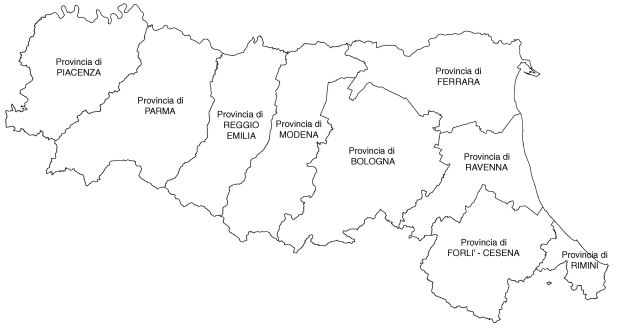 Provincia di
PIACENZA
Provincia di
PARMA
Provincia di
REGGIO
EMILIA
Provincia di
MODENA
Provincia di
BOLOGNA
Provincia di
FERRARA
Provincia di
RAVENNA
Provincia di
FORLI' - CESENA
Provincia di
RIMINI